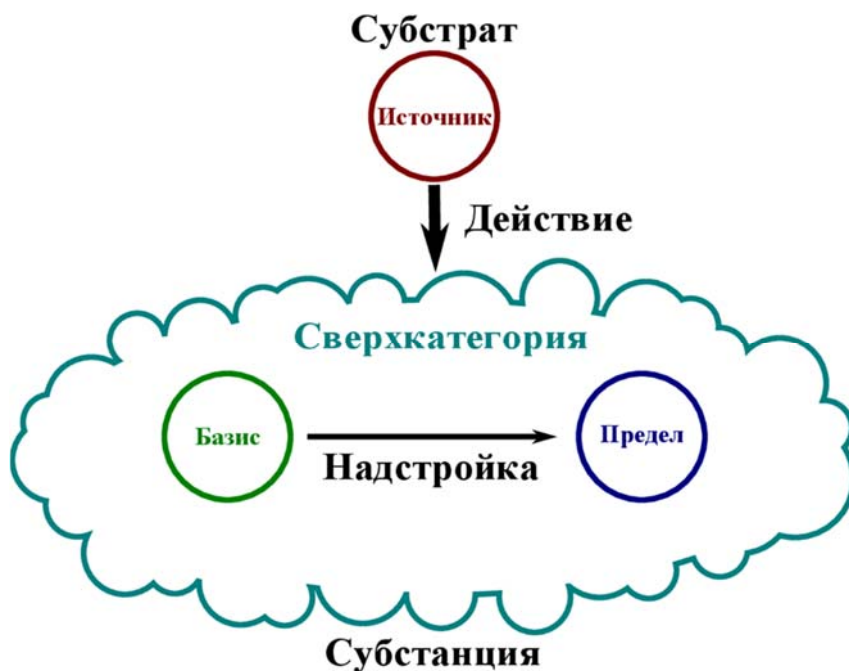 Субстрат
Источник
Действие
Сверхкатегория
Базис
Предел
Надстройка
Субстанция